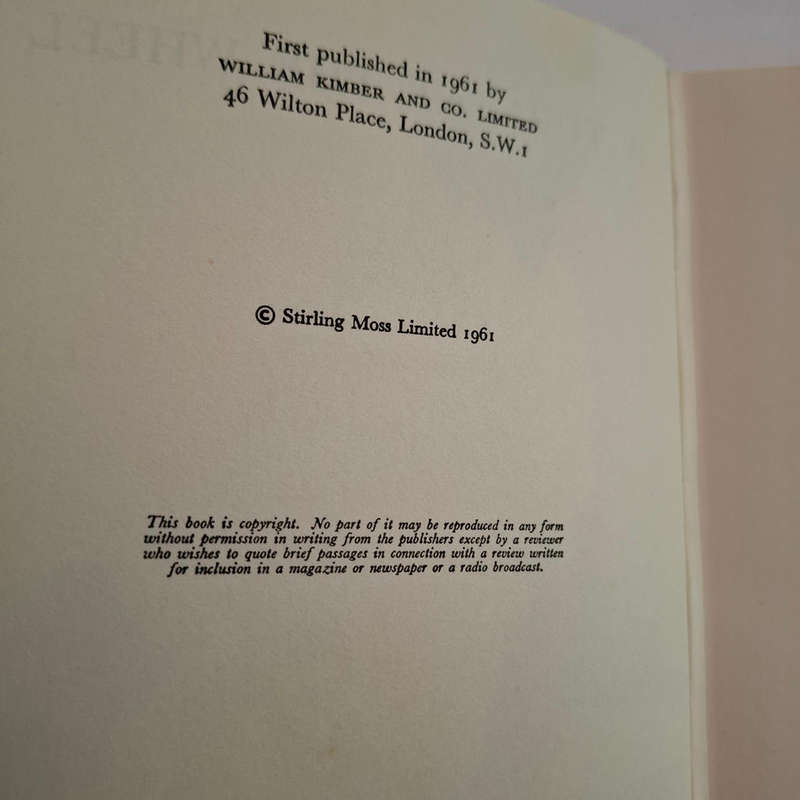 First published in 1961 by
WILLIAM KIMBER AND CO. LIMITED
46 Wilton Place, London, S.W.1
© Stirling Moss Limited 1961
This book is copyright. No part of it may be reproduced in any form
without permission in writing from the publishers except by a reviewer
who wishes to quote brief passages in connection with a review written
for inclusion in a magazine or newspaper or a radio broadcast.